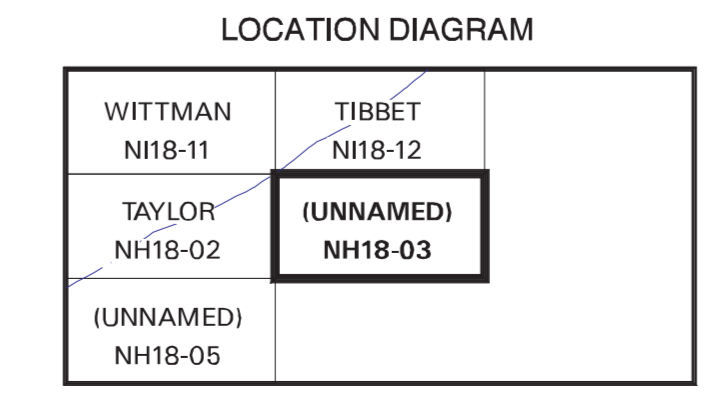 LOCATION DIAGRAM
WITTMAN
NI18-11
TIBBET
NI18-12
TAYLOR
NH18-02
(UNNAMED)
NH18-03
(UNNAMED)
NH18-05